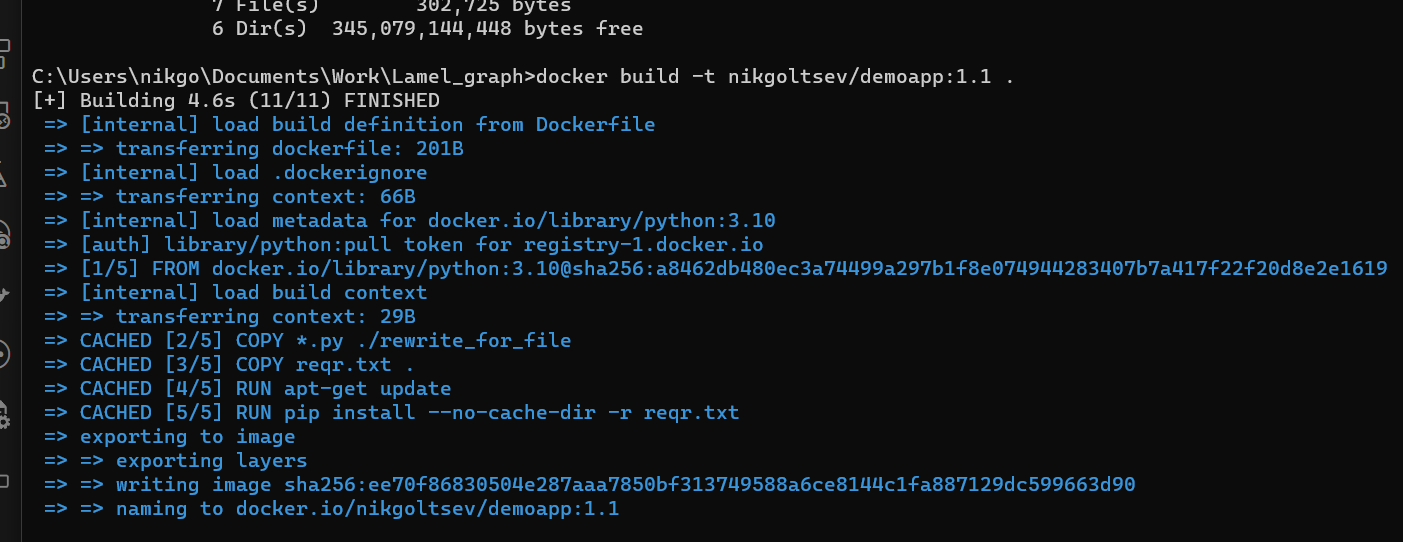 7 File(s) 302,725 bytes
6 Dir(s) 345,079,144,448 bytes free
C:\Users\nikgo\Documents\Work\Lamel_graph>docker build -t nikgoltsev/demoapp:1.1 .
[+] Building 4.6s (11/11) FINISHED
=> [internal] load build definition from Dockerfile
=> => transferring dockerfile: 201B
=> [internal] load .dockerignore
=> => transferring context: 66B
=> [internal] load metadata for docker.io/library/python:3.10
=> [auth] library/python:pull token for registry-1.docker.io
=> [1/5] FROM docker.io/library/python:3.10@sha256:a8462db480ec3a74499a297b1f8e074944283407b7a417f22f20d8e2e1619
=> [internal] load build context
=> => transferring context: 29B
=> CACHED [2/5] COPY *.py ./rewrite_for_file
=> CACHED [3/5] COPY reqr.txt .
=> CACHED [4/5] RUN apt-get update
=> CACHED [5/5] RUN pip install --no-cache-dir -r reqr.txt
=> exporting to image
=> => exporting layers
=> => writing image sha256:ee70f86830504e287aaa7850bf313749588a6ce8144c1fa887129dc599663d90
=> => naming to docker.io/nikgoltsev/demoapp:1.1